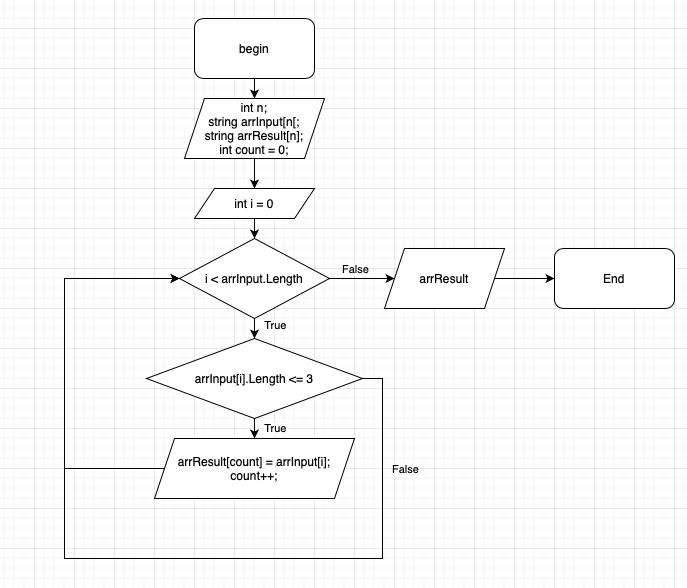 begin
int n;
string arrInput[n[;
string arrResult[n];
int count = 0;
int i = 0
i < arrInput.Length
False
arrResult
End
True
arrInput[i].Length <= 3
True
arrResult[count] = arrInput[i];
count++;
False